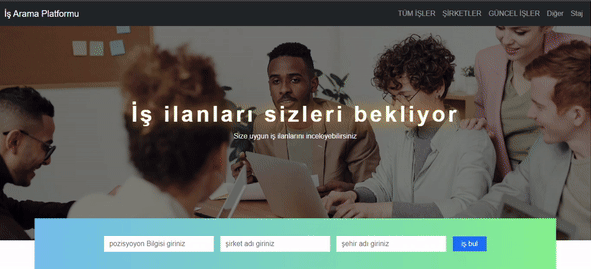 İş Arama Platformu
TÜM İŞLER ŞİRKETLER GÜNCEL İŞLER Diğer Staj
İş ilanları sizleri bekliyor
Size uygun iş ilanlarını inceleyebilirsiniz
pozisyoyon Bilgisi giriniz şirket adı giriniz şehir adı giriniz iş bul